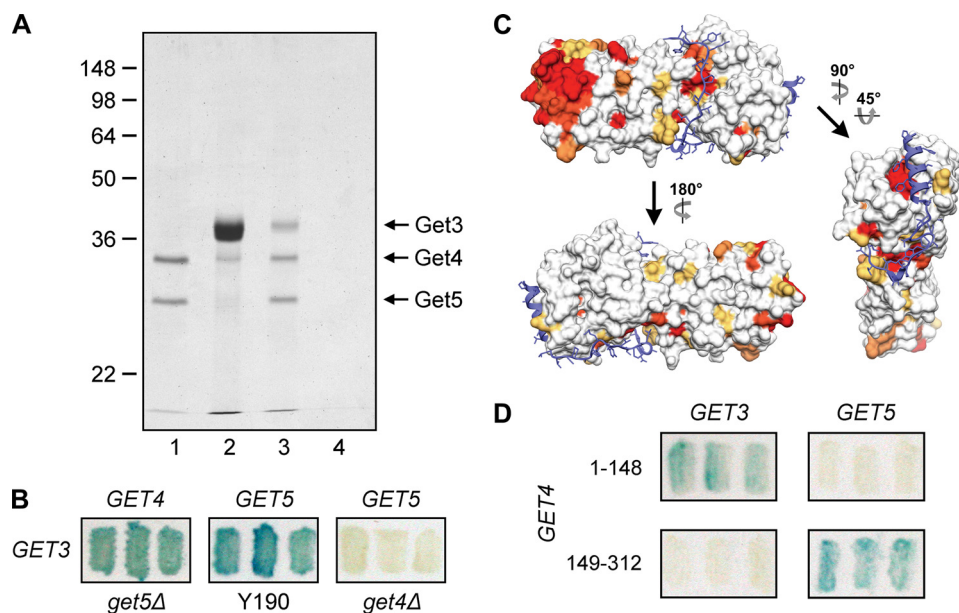 A
148
98
64
50
36
22
Get3
Get4
Get5
1 2 3 4
B
GET4 GET5 GET5
GET3
get5Δ Y190 get4Δ
C
90°
45°
180°
D
GET3 GET5
GET4
1-148
149-312